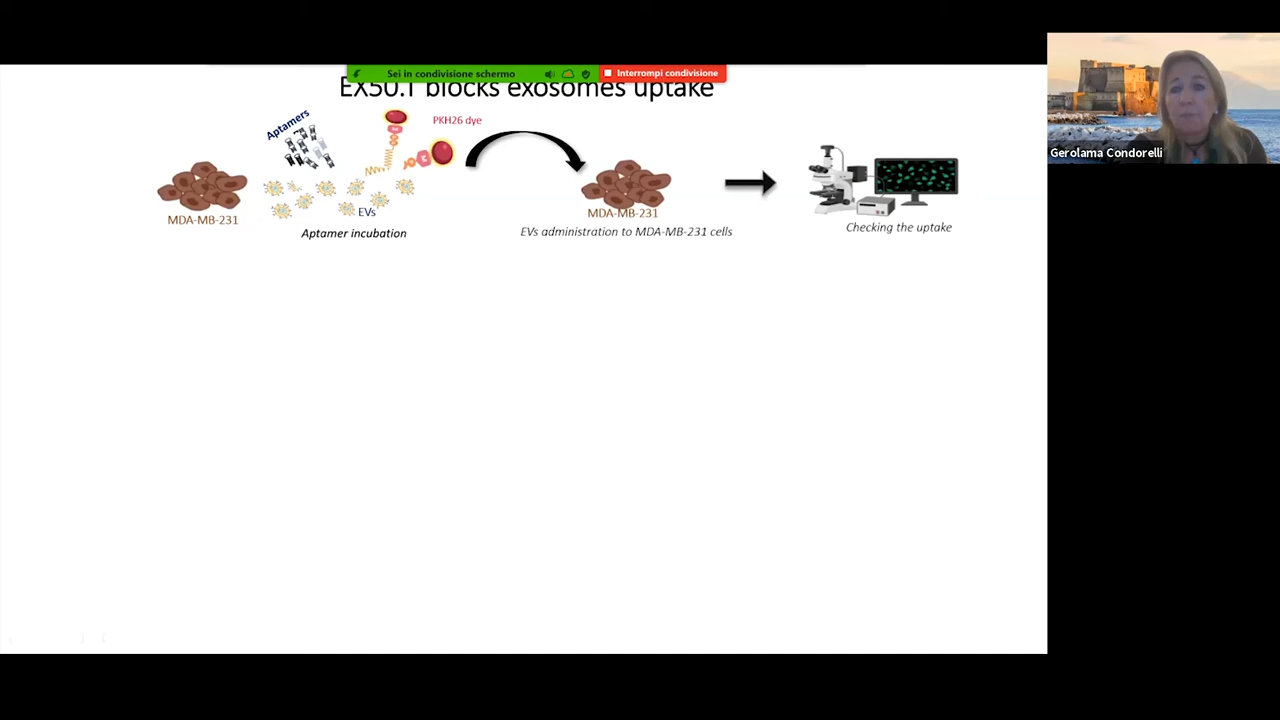 Sei in condivisione schermo
Interrompi condivisione
EX50.T blocks exosomes uptake
Aptamers
PKH26 dye
MDA-MB-231
EVs
MDA-MB-231
Aptamer incubation
EVs administration to MDA-MB-231 cells
Checking the uptake
Gerolama Condorelli